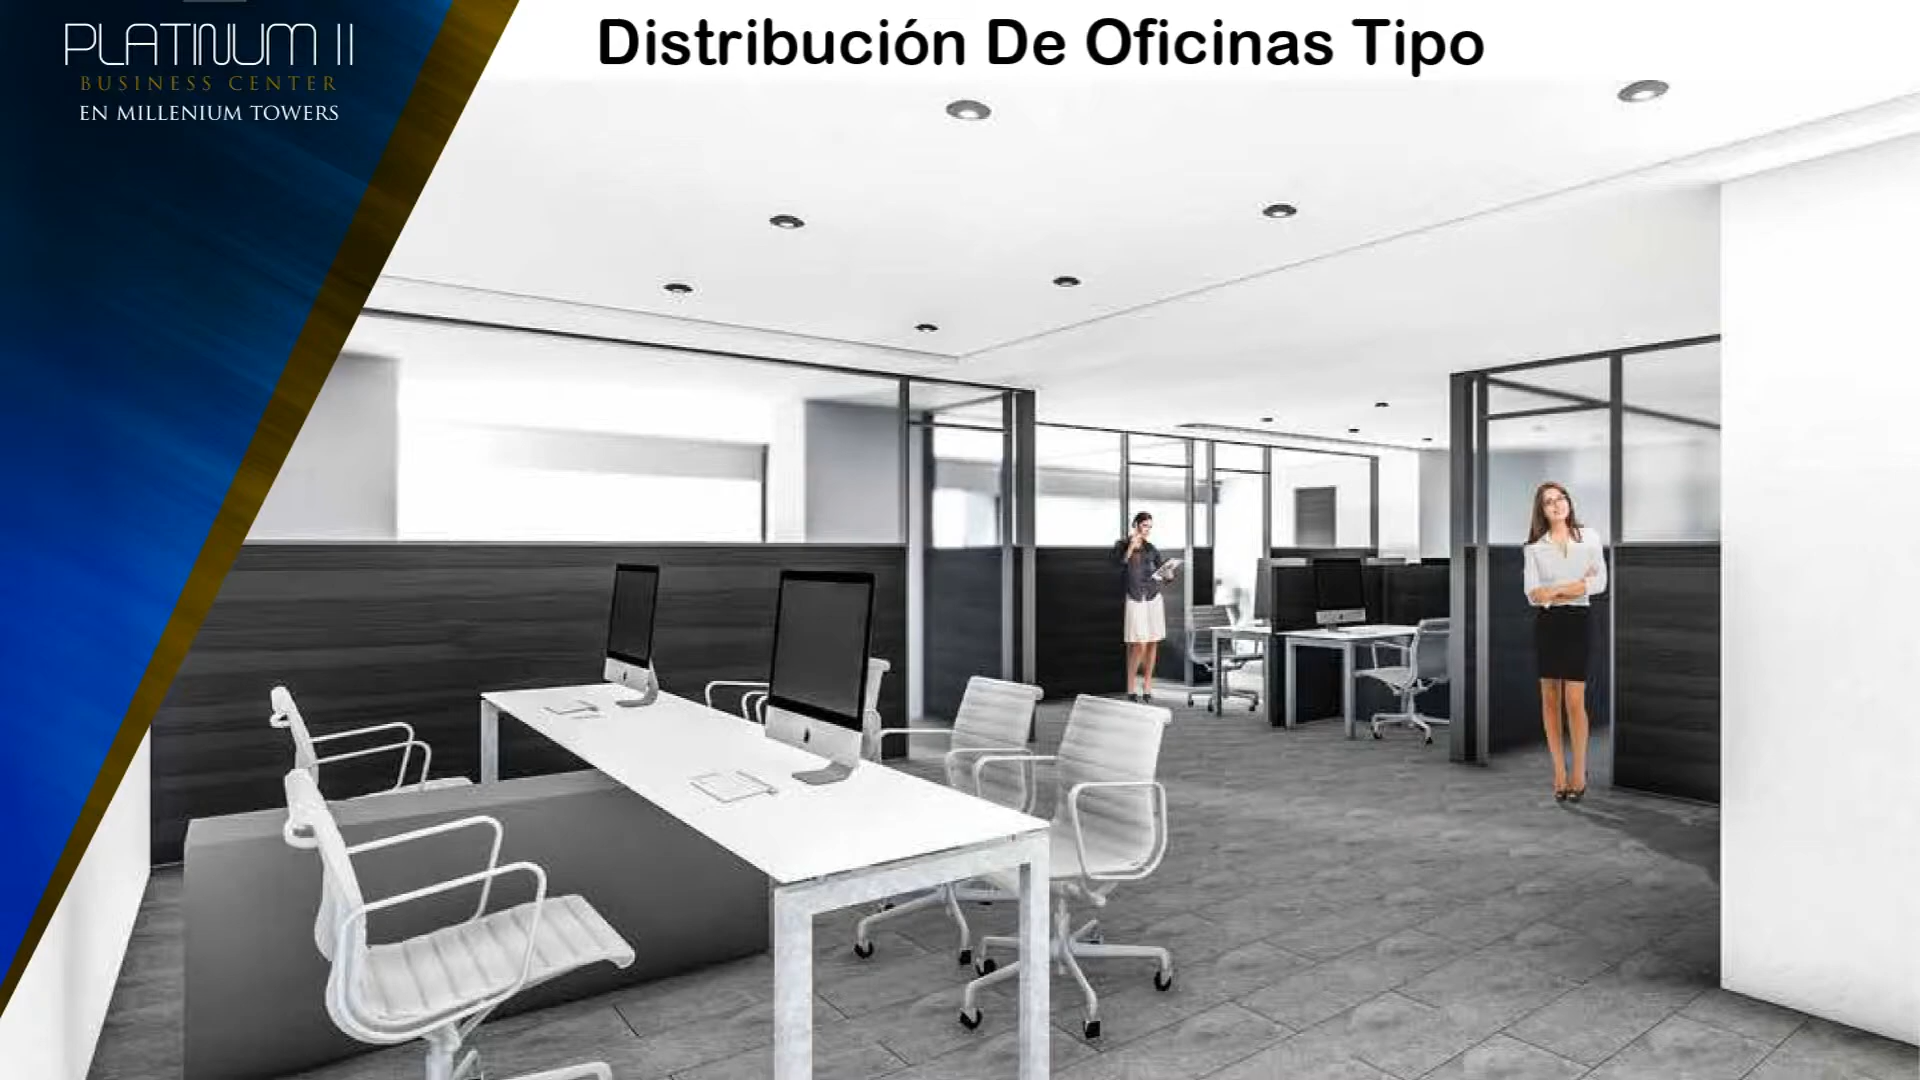 PLATINUM II
BUSINESS CENTER
EN MILLENIUM TOWERS
Distribución De Oficinas Tipo